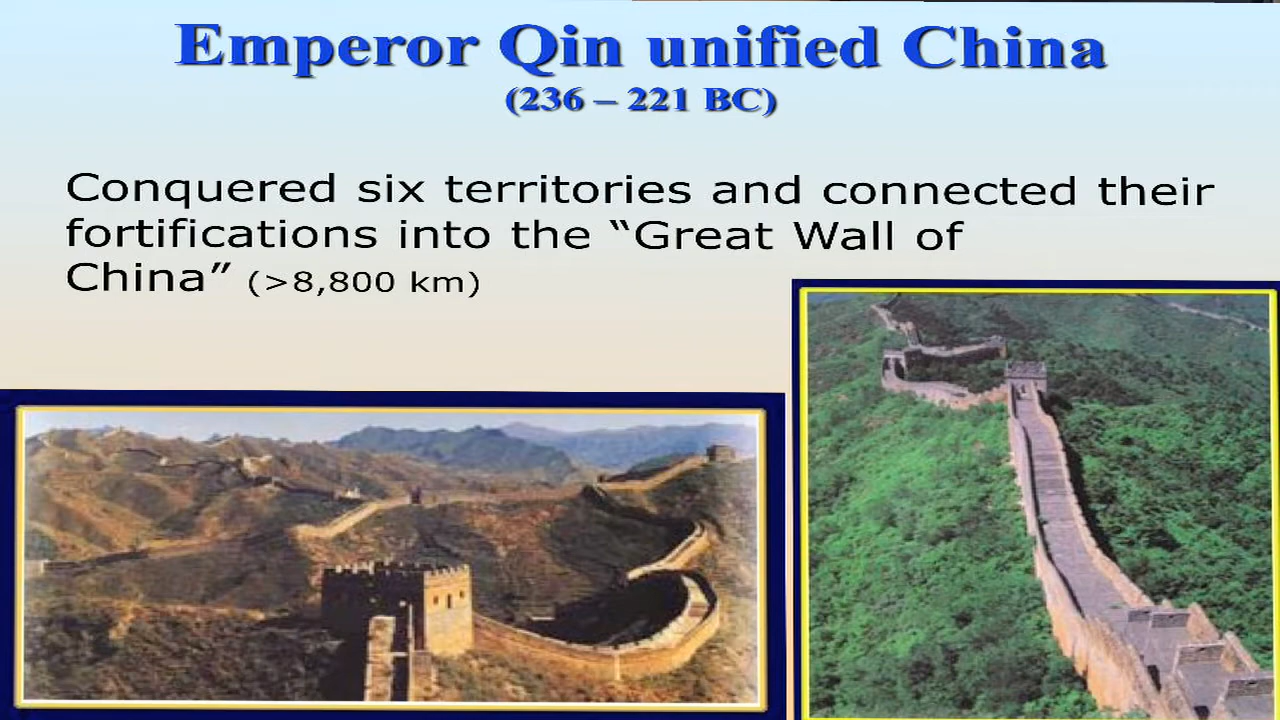 Emperor Qin unified China
(236 – 221 BC)
Conquered six territories and connected their
fortifications into the “Great Wall of
China” (>8,800 km)